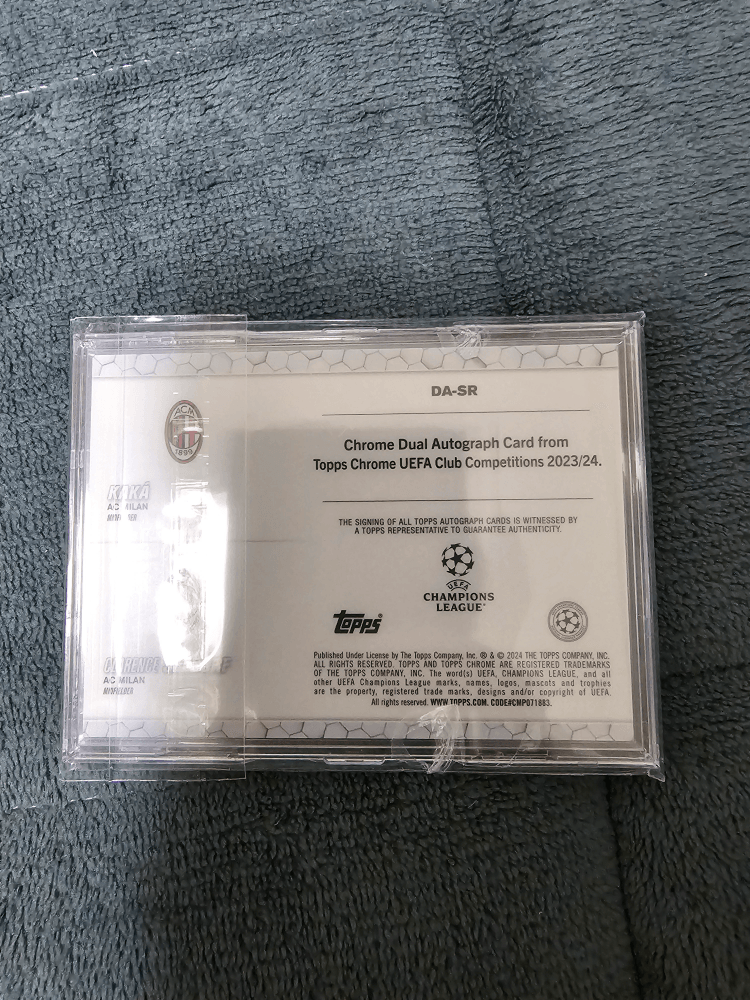 ACM
1899
KAKÁ
AC MILAN
MIDFIELDER
CLARENCE
AC MILAN
MIDFIELDER
DA-SR
Chrome Dual Autograph Card from
Topps Chrome UEFA Club Competitions 2023/24.
THE SIGNING OF ALL TOPPS AUTOGRAPH CARDS IS WITNESSED BY
A TOPPS REPRESENTATIVE TO GUARANTEE AUTHENTICITY.
UEFA
CHAMPIONS
LEAGUE®
topps®
Published Under License by The Topps Company, Inc. ® & © 2024 THE TOPPS COMPANY, INC.
ALL RIGHTS RESERVED. TOPPS AND TOPPS CHROME ARE REGISTERED TRADEMARKS
OF THE TOPPS COMPANY, INC. The word(s) UEFA, CHAMPIONS LEAGUE, and all
other UEFA Champions League marks, names, logos, mascots and trophies
are the property, registered trade marks, designs and/or copyright of UEFA.
All rights reserved. WWW.TOPPS.COM. CODE#CMP071883.